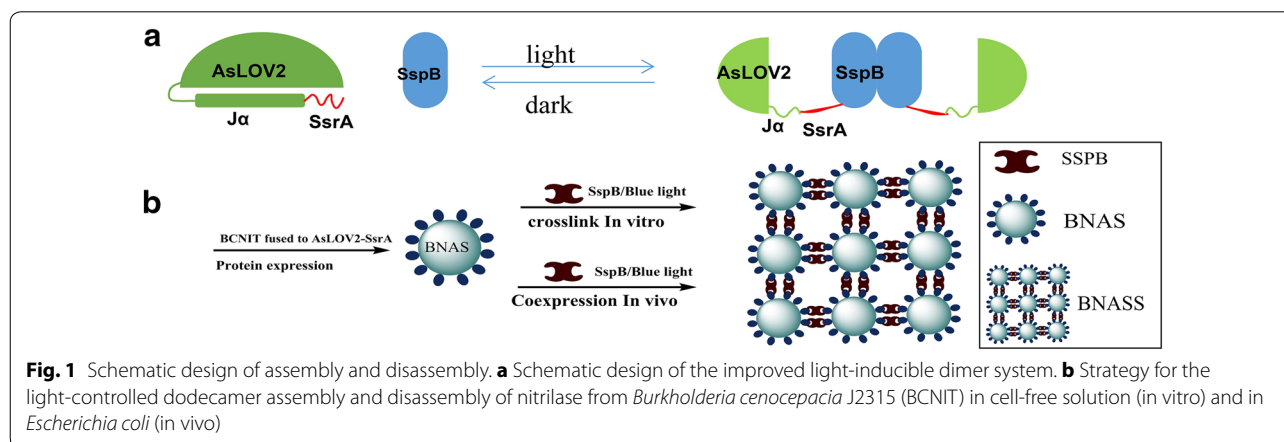 a
AsLOV2
Jα
SsrA
SspB
light
dark
AsLOV2
SspB
Jα
SsrA
b
BCNIT fused to AsLOV2-SsrA
Protein expression
BNAS
SspB/Blue light
crosslink In vitro
SspB/Blue light
Coexpression In vivo
SSPB
BNAS
BNASS
Fig. 1 Schematic design of assembly and disassembly. a Schematic design of the improved light-inducible dimer system. b Strategy for the
light-controlled dodecamer assembly and disassembly of nitrilase from Burkholderia cenocepacia J2315 (BCNIT) in cell-free solution (in vitro) and in
Escherichia coli (in vivo)